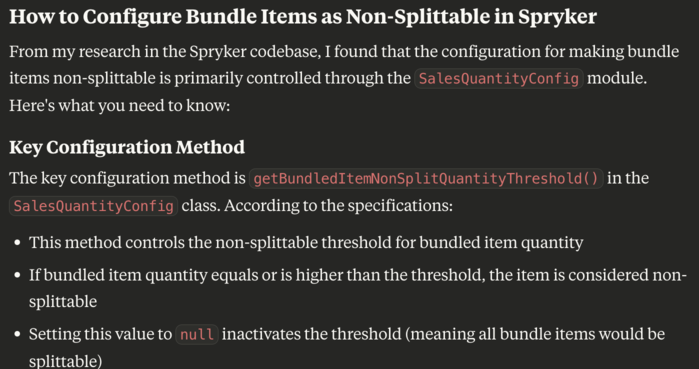 How to Configure Bundle Items as Non-Splittable in Spryker
From my research in the Spryker codebase, I found that the configuration for making bundle
items non-splittable is primarily controlled through the SalesQuantityConfig module.
Here's what you need to know:
Key Configuration Method
The key configuration method is getBundledItemNonSplitQuantityThreshold() in the
SalesQuantityConfig class. According to the specifications:
• This method controls the non-splittable threshold for bundled item quantity
• If bundled item quantity equals or is higher than the threshold, the item is considered non-
splittable
• Setting this value to null inactivates the threshold (meaning all bundle items would be
splittable)